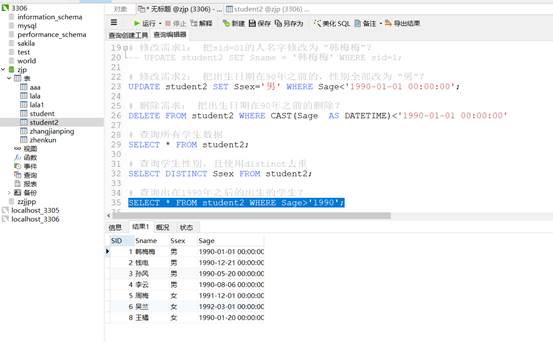 3306
information_schema
mysql
performance_schema
sakila
test
world
zjp
表
aaa
lala
lala1
student
student2
zhangjianping
zhenkun
视图
函数
事件
查询
报表
备份
zzjjpp
localhost_3305
localhost_3306
对象
* 无标题 @zjp (3306) - ...
student2 @zjp (3306) ...
运行
停止
解释
新建
保存
另存为
美化 SQL
备注
导出结果
查询创建工具
查询编辑器
19 # 修改需求1： 把sid=01的人名字修改为 "韩梅梅"?
20 -- UPDATE student2 SET Sname = '韩梅梅' WHERE sid=1;
21
22 # 修改需求2： 把出生日期在90年之前的，性别全部改为 "男"?
23 UPDATE student2 SET Ssex='男' WHERE Sage<'1990-01-01 00:00:00';
24
25 # 删除需求： 把出生日期在90年之前的删除?
26 DELETE FROM student2 WHERE CAST(Sage AS DATETIME)<'1990-01-01 00:00:00'
27
28 # 查询所有学生数据
29 SELECT * FROM student2;
30
31 # 查询学生性别，且使用distinct去重
32 SELECT DISTINCT Ssex FROM student2;
33
34 # 查询出在1990年之后的出生的学生?
35 SELECT * FROM student2 WHERE Sage>'1990';
信息
结果1
概况
状态
SID Sname Ssex Sage
1 韩梅梅 男 1990-01-01 00:00:00
2 钱电 男 1990-12-21 00:00:00
3 孙风 男 1990-05-20 00:00:00
4 李云 男 1990-08-06 00:00:00
5 周梅 女 1991-12-01 00:00:00
6 吴兰 女 1992-03-01 00:00:00
8 王 女 1990-01-20 00:00:00